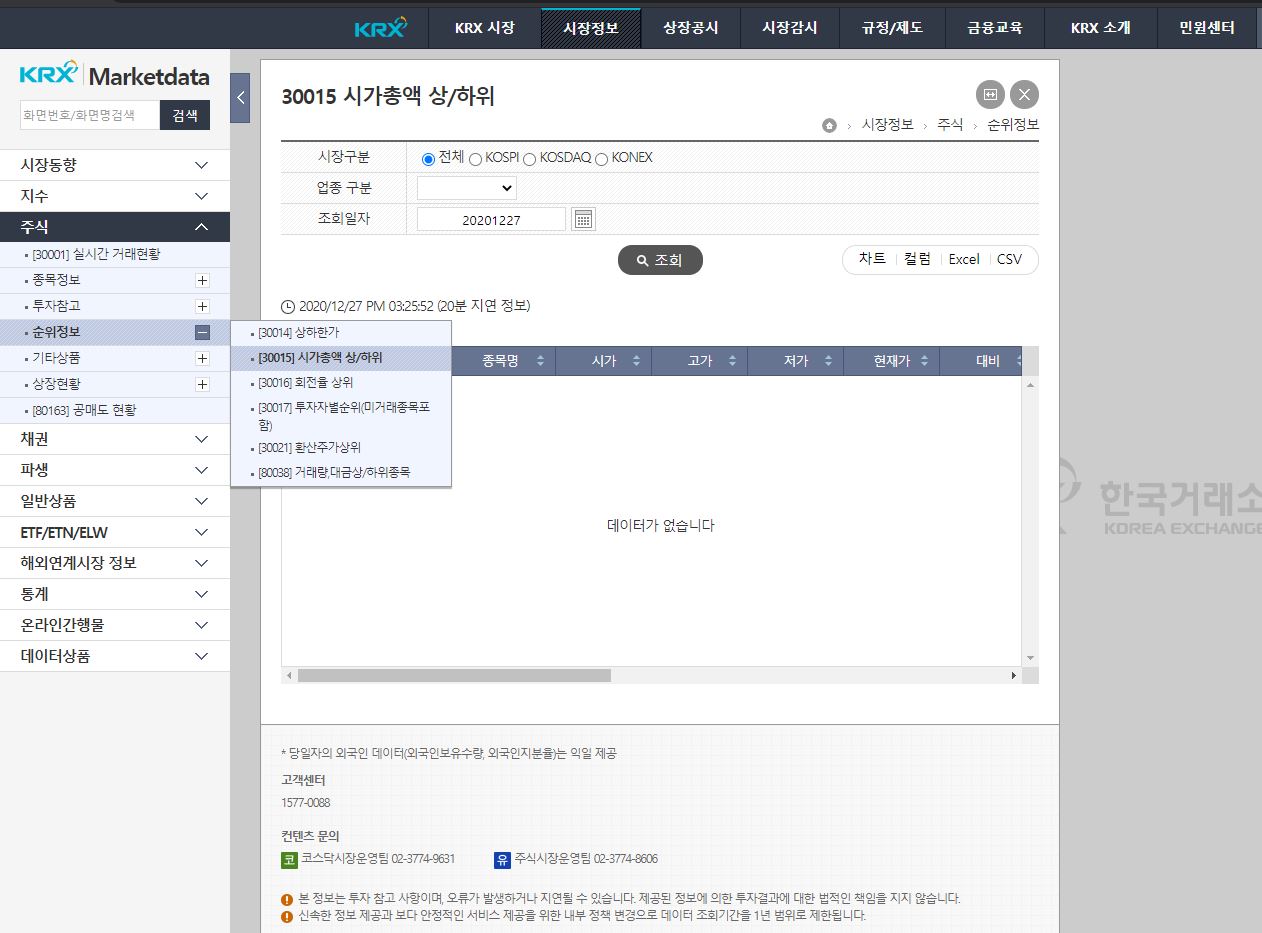 KRX
KRX 시장
시장정보
상장공시
시장감시
규정/제도
금융교육
KRX 소개
민원센터
KRX Marketdata
화면번호/화면명검색
검색
시장동향
지수
주식
[30001] 실시간 거래현황
종목정보
투자참고
순위정보
기타상품
상장현황
[80163] 공매도 현황
채권
파생
일반상품
ETF/ETN/ELW
해외연계시장 정보
통계
온라인간행물
데이터상품
[30014] 상하한가
[30015] 시가총액 상/하위
[30016] 회전율 상위
[30017] 투자자별순위(미거래종목포
함)
[30021] 환산주가상위
[80038] 거래량,대금상/하위종목
30015 시가총액 상/하위
시장정보 › 주식 › 순위정보
시장구분 전체 KOSPI KOSDAQ KONEX
업종 구분
조회일자 20201227
조회
차트 컬럼 Excel CSV
2020/12/27 PM 03:25:52 (20분 지연 정보)
종목명 시가 고가 저가 현재가 대비
데이터가 없습니다
한국거래소
KOREA EXCHANGE
* 당일자의 외국인 데이터(외국인보유수량, 외국인지분율)는 익일 제공
고객센터
1577-0088
컨텐츠 문의
코 코스닥시장운영팀 02-3774-9631 유 주식시장운영팀 02-3774-8606
본 정보는 투자 참고 사항이며, 오류가 발생하거나 지연될 수 있습니다. 제공된 정보에 의한 투자결과에 대한 법적인 책임을 지지 않습니다.
신속한 정보 제공과 보다 안정적인 서비스 제공을 위한 내부 정책 변경으로 데이터 조회기간을 1년 범위로 제한됩니다.